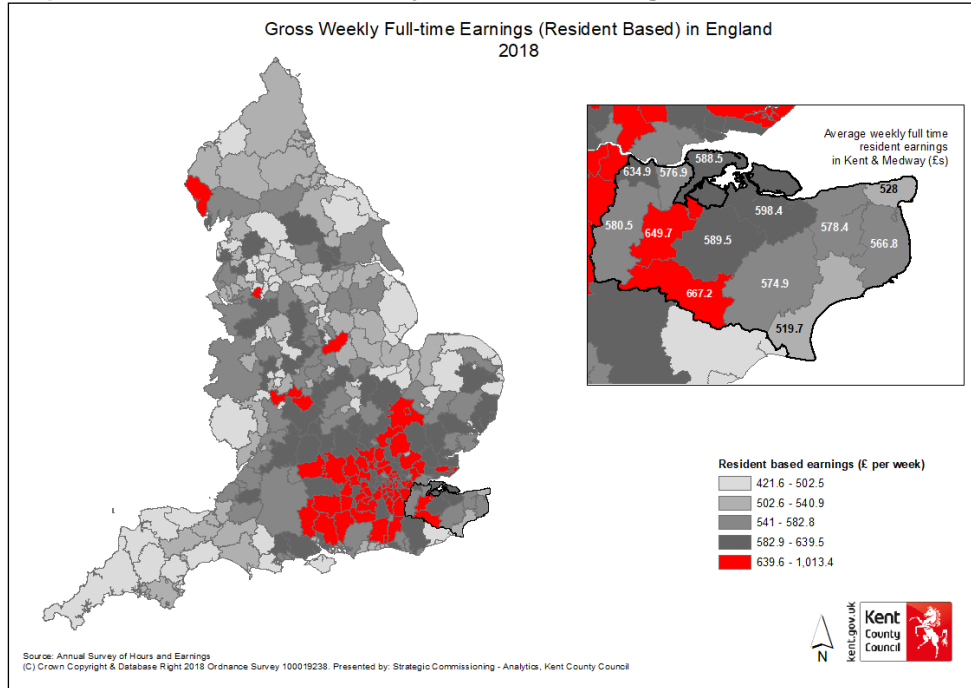 Gross Weekly Full-time Earnings (Resident Based) in England
2018
Average weekly full time
resident earnings
in Kent & Medway (£s)
588.5
634.9
576.9
528
598.4
580.5
578.4
649.7
589.5
566.8
574.9
667.2
519.7
Resident based earnings (£ per week)
421.6 - 502.5
502.6 - 540.9
541 - 582.8
582.9 - 639.5
639.6 - 1,013.4
N
kent.gov.uk
Kent
County
Council
Source: Annual Survey of Hours and Earnings
(C) Crown Copyright & Database Right 2018 Ordnance Survey 100019238. Presented by: Strategic Commissioning - Analytics, Kent County Council